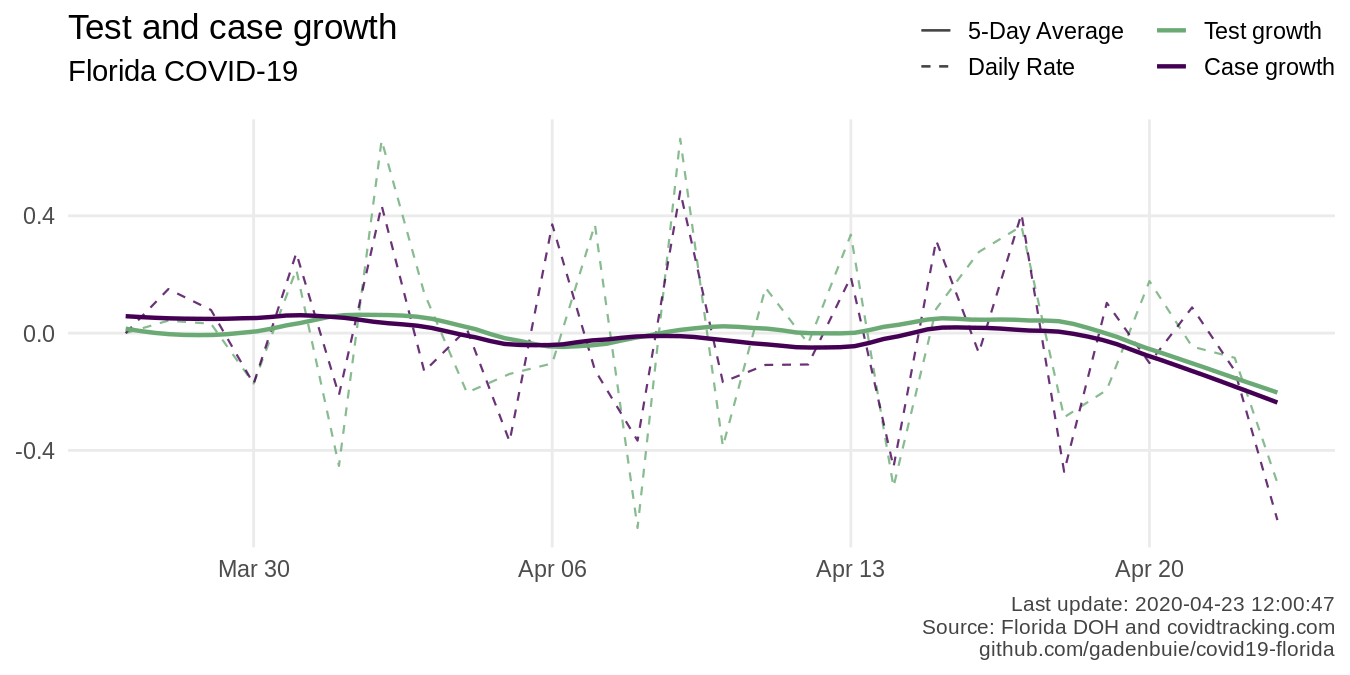 Test and case growth
Florida COVID-19
5-Day Average
Test growth
Daily Rate
Case growth
0.4
0.0
-0.4
Mar 30
Apr 06
Apr 13
Apr 20
Last update: 2020-04-23 12:00:47
Source: Florida DOH and covidtracking.com
github.com/gadenbuie/covid19-florida